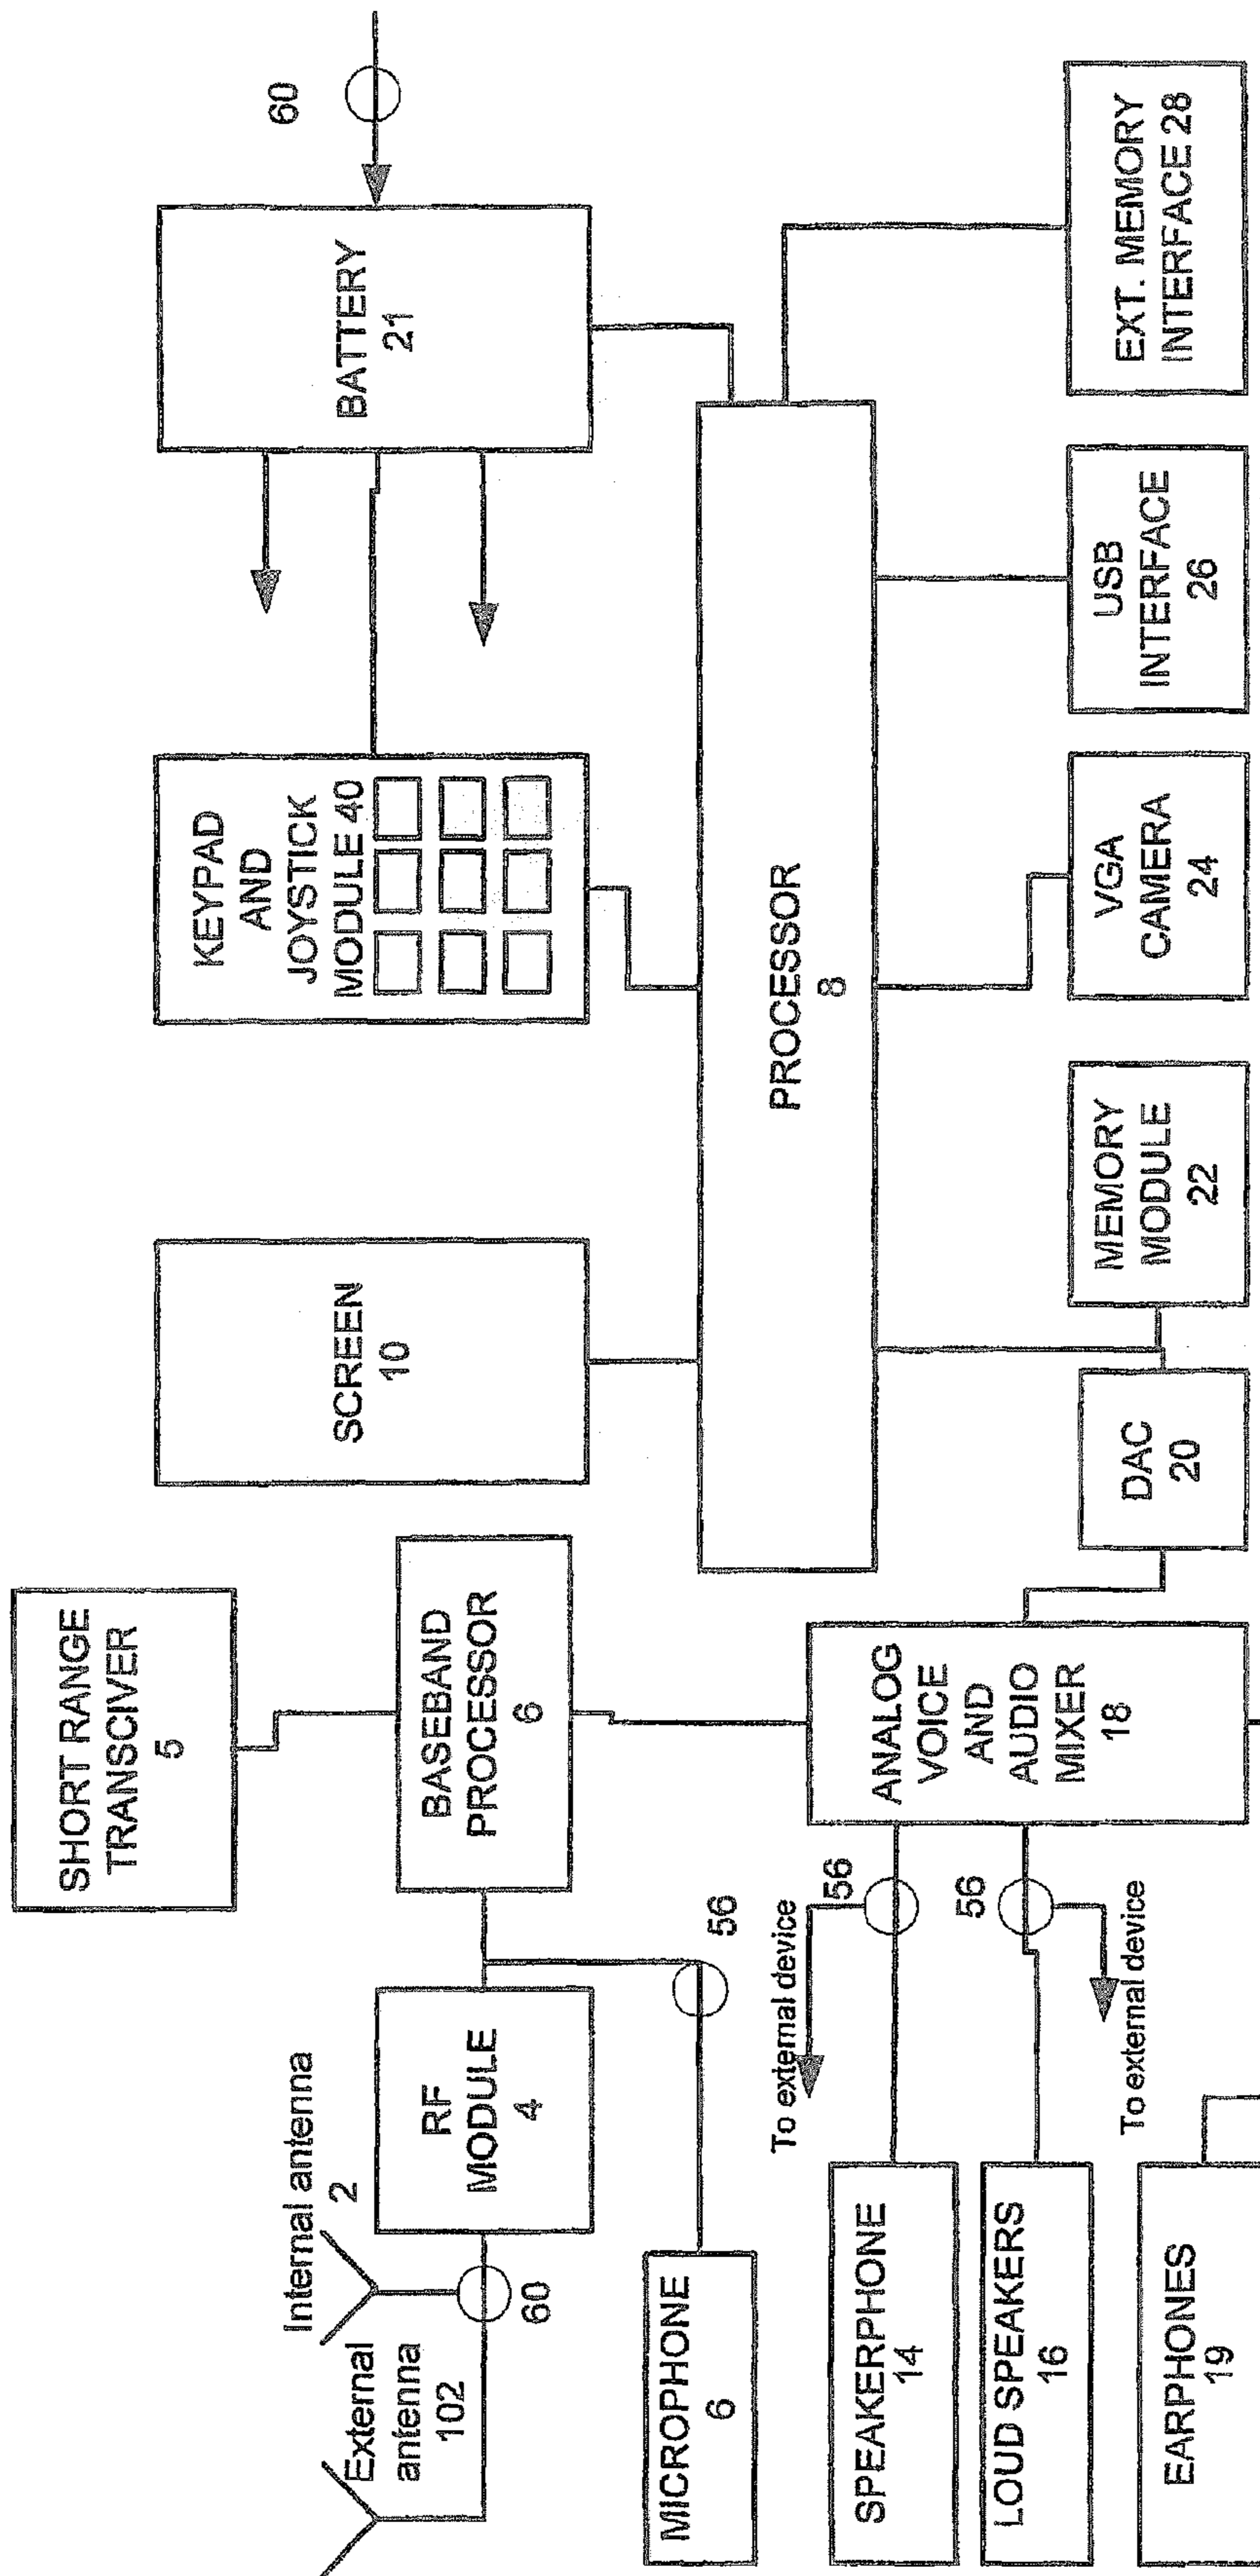 SHORT RANGE
TRANSCIVER
5
Internal antenna
2
External
antenna
102
60
RF
MODULE
4
BASEBAND
PROCESSOR
6
SCREEN
10
KEYPAD
AND
JOYSTICK
MODULE 40
BATTERY
21
60
MICROPHONE
6
56
PROCESSOR
8
To external device
56
SPEAKERPHONE
14
ANALOG
VOICE
AND
AUDIO
MIXER
18
56
LOUD SPEAKERS
16
To external device
EARPHONES
19
DAC
20
MEMORY
MODULE
22
VGA
CAMERA
24
USB
INTERFACE
26
EXT. MEMORY
INTERFACE 28